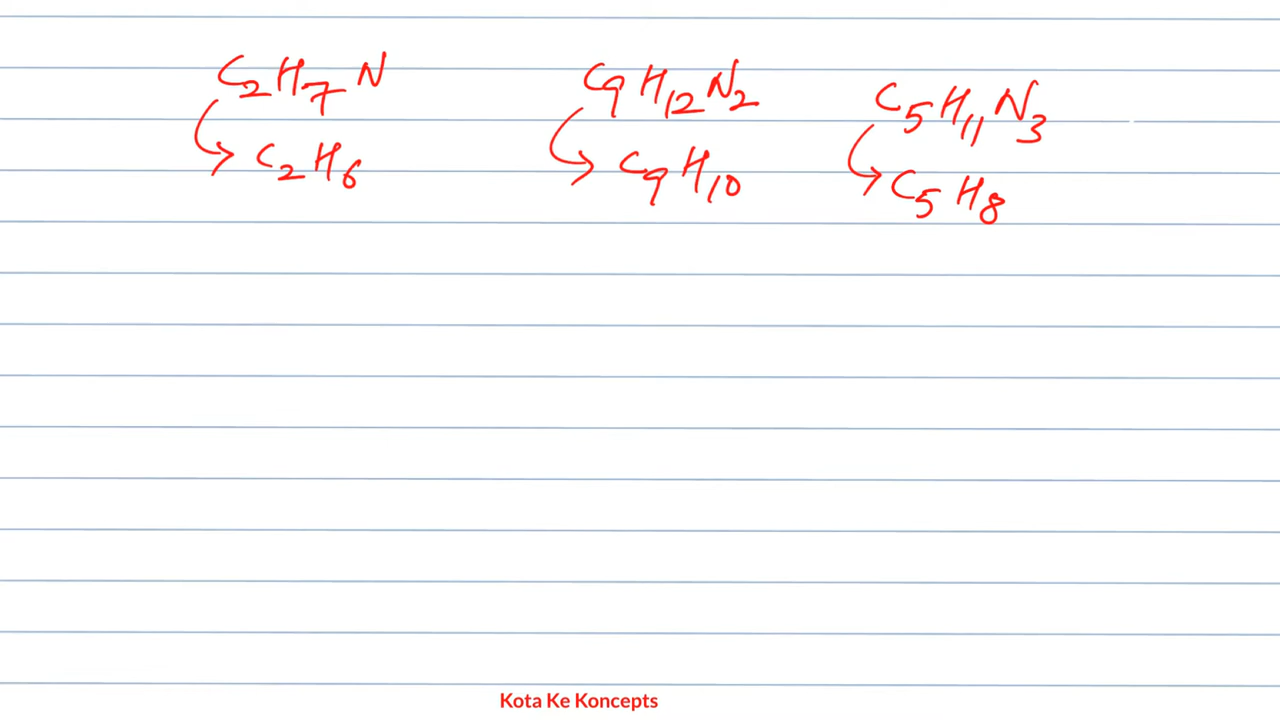 C₂H₇N C₉H₁₂N₂ C₅H₁₁N₃
C₂H₆ C₉H₁₀ C₅H₈
Kota Ke Koncepts